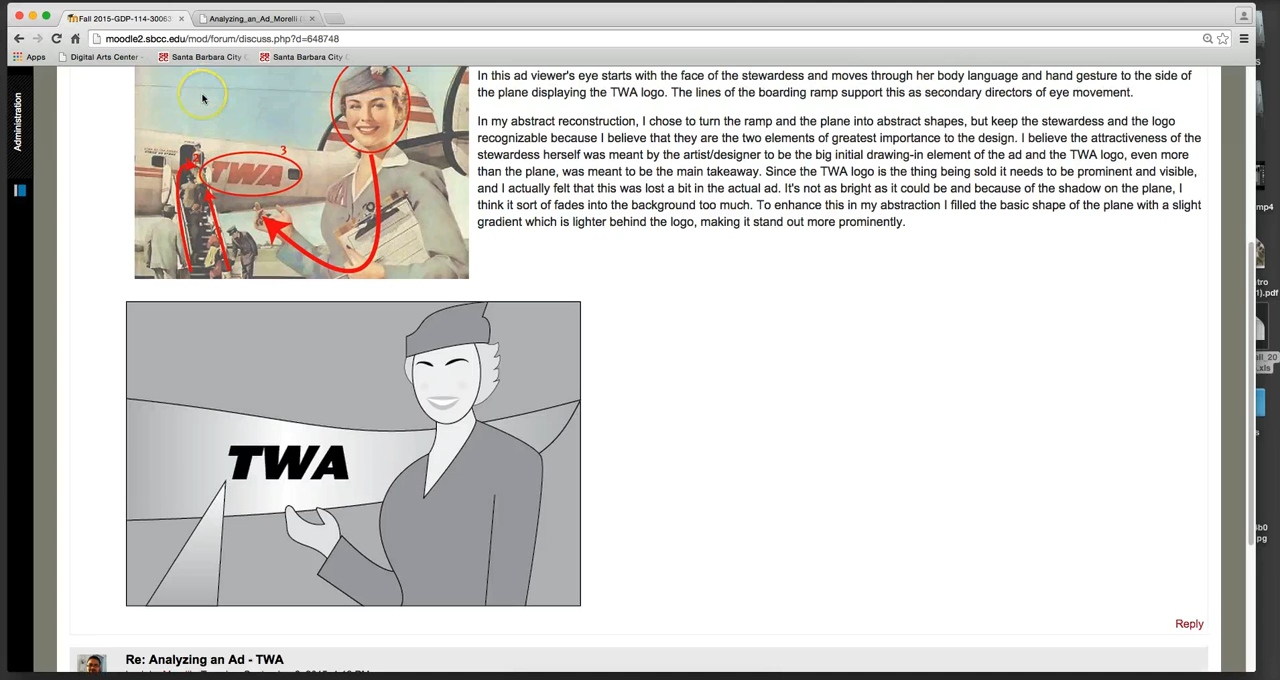 Fall 2015-GDP-114-30063
Analyzing_an_Ad_Morelli
moodle2.sbcc.edu/mod/forum/discuss.php?d=648748
Apps
Digital Arts Center -
Santa Barbara City
Santa Barbara City
Administration
1
2
3
TWA
In this ad viewer's eye starts with the face of the stewardess and moves through her body language and hand gesture to the side of
the plane displaying the TWA logo. The lines of the boarding ramp support this as secondary directors of eye movement.
In my abstract reconstruction, I chose to turn the ramp and the plane into abstract shapes, but keep the stewardess and the logo
recognizable because I believe that they are the two elements of greatest importance to the design. I believe the attractiveness of the
stewardess herself was meant by the artist/designer to be the big initial drawing-in element of the ad and the TWA logo, even more
than the plane, was meant to be the main takeaway. Since the TWA logo is the thing being sold it needs to be prominent and visible,
and I actually felt that this was lost a bit in the actual ad. It's not as bright as it could be and because of the shadow on the plane, I
think it sort of fades into the background too much. To enhance this in my abstraction I filled the basic shape of the plane with a slight
gradient which is lighter behind the logo, making it stand out more prominently.
TWA
Reply
Re: Analyzing an Ad - TWA
mp4
.pdf
.xls